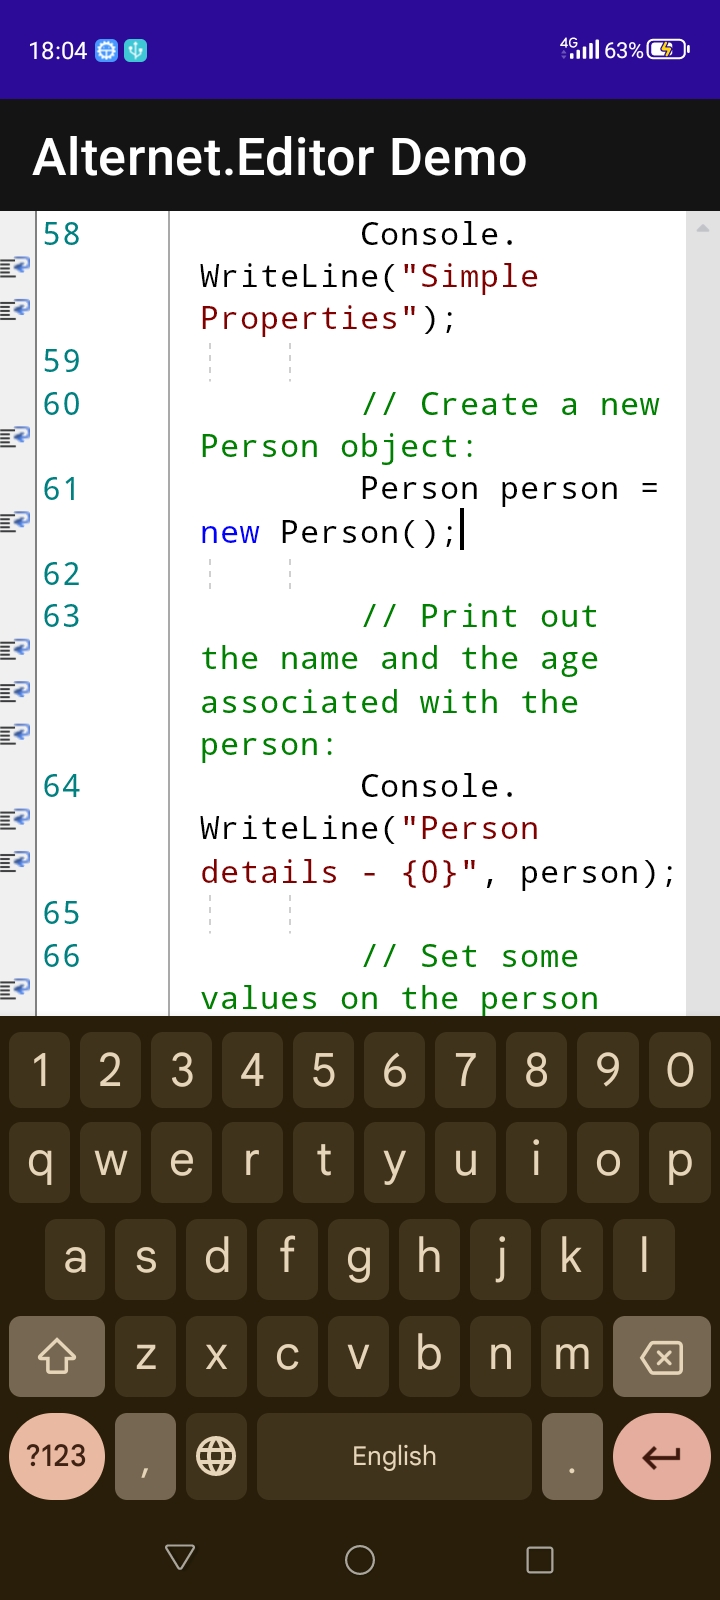 18:04 4G 63%
Alternet.Editor Demo
58 Console.
WriteLine("Simple
Properties");
59
60 // Create a new
Person object:
61 Person person =
new Person();
62
63 // Print out
the name and the age
associated with the
person:
64 Console.
WriteLine("Person
details - {0}", person);
65
66 // Set some
values on the person
1 2 3 4 5 6 7 8 9 0
q w e r t y u i o p
a s d f g h j k l
z x c v b n m
?123 , English .